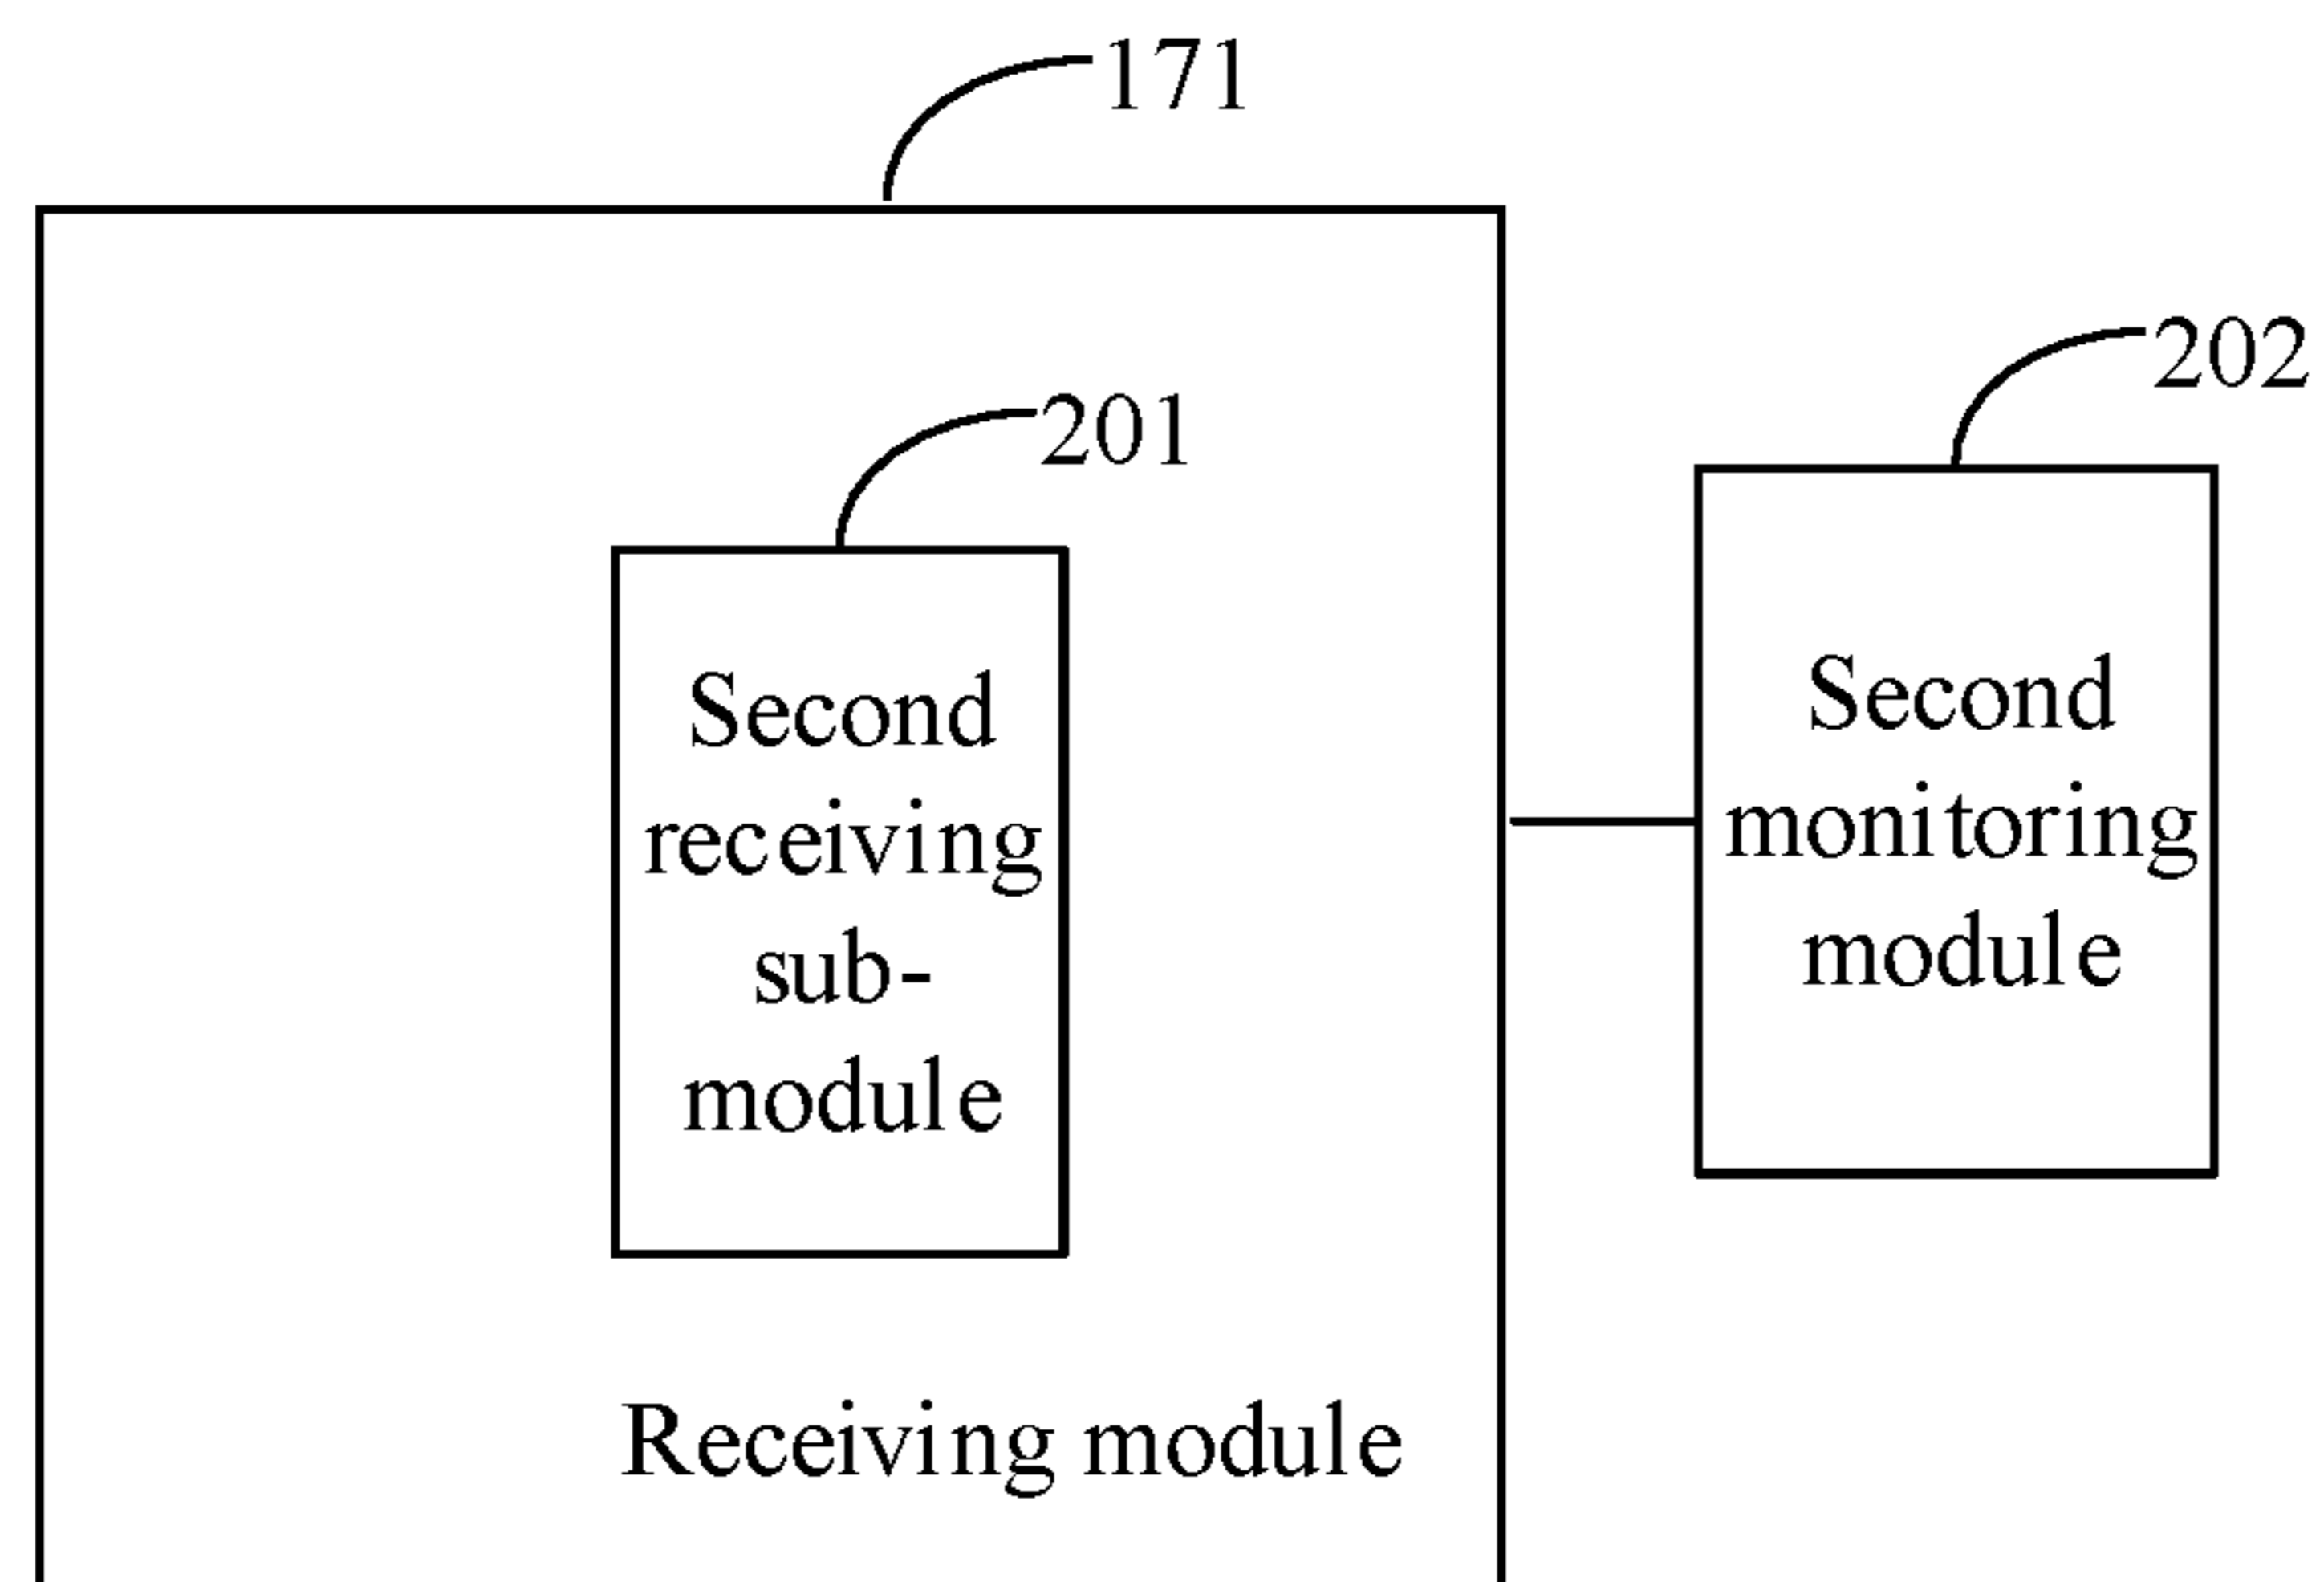 171
202
201
Second
receiving
sub-
module
Second
monitoring
module
Receiving module